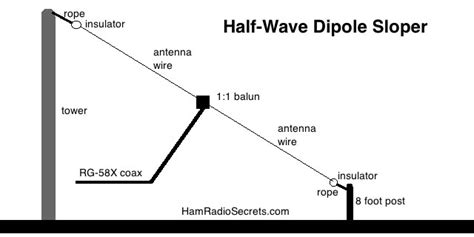 rope
insulator
Half-Wave Dipole Sloper
antenna
wire
1:1 balun
tower
antenna
wire
RG-58X coax
insulator
rope
8 foot post
HamRadioSecrets.com